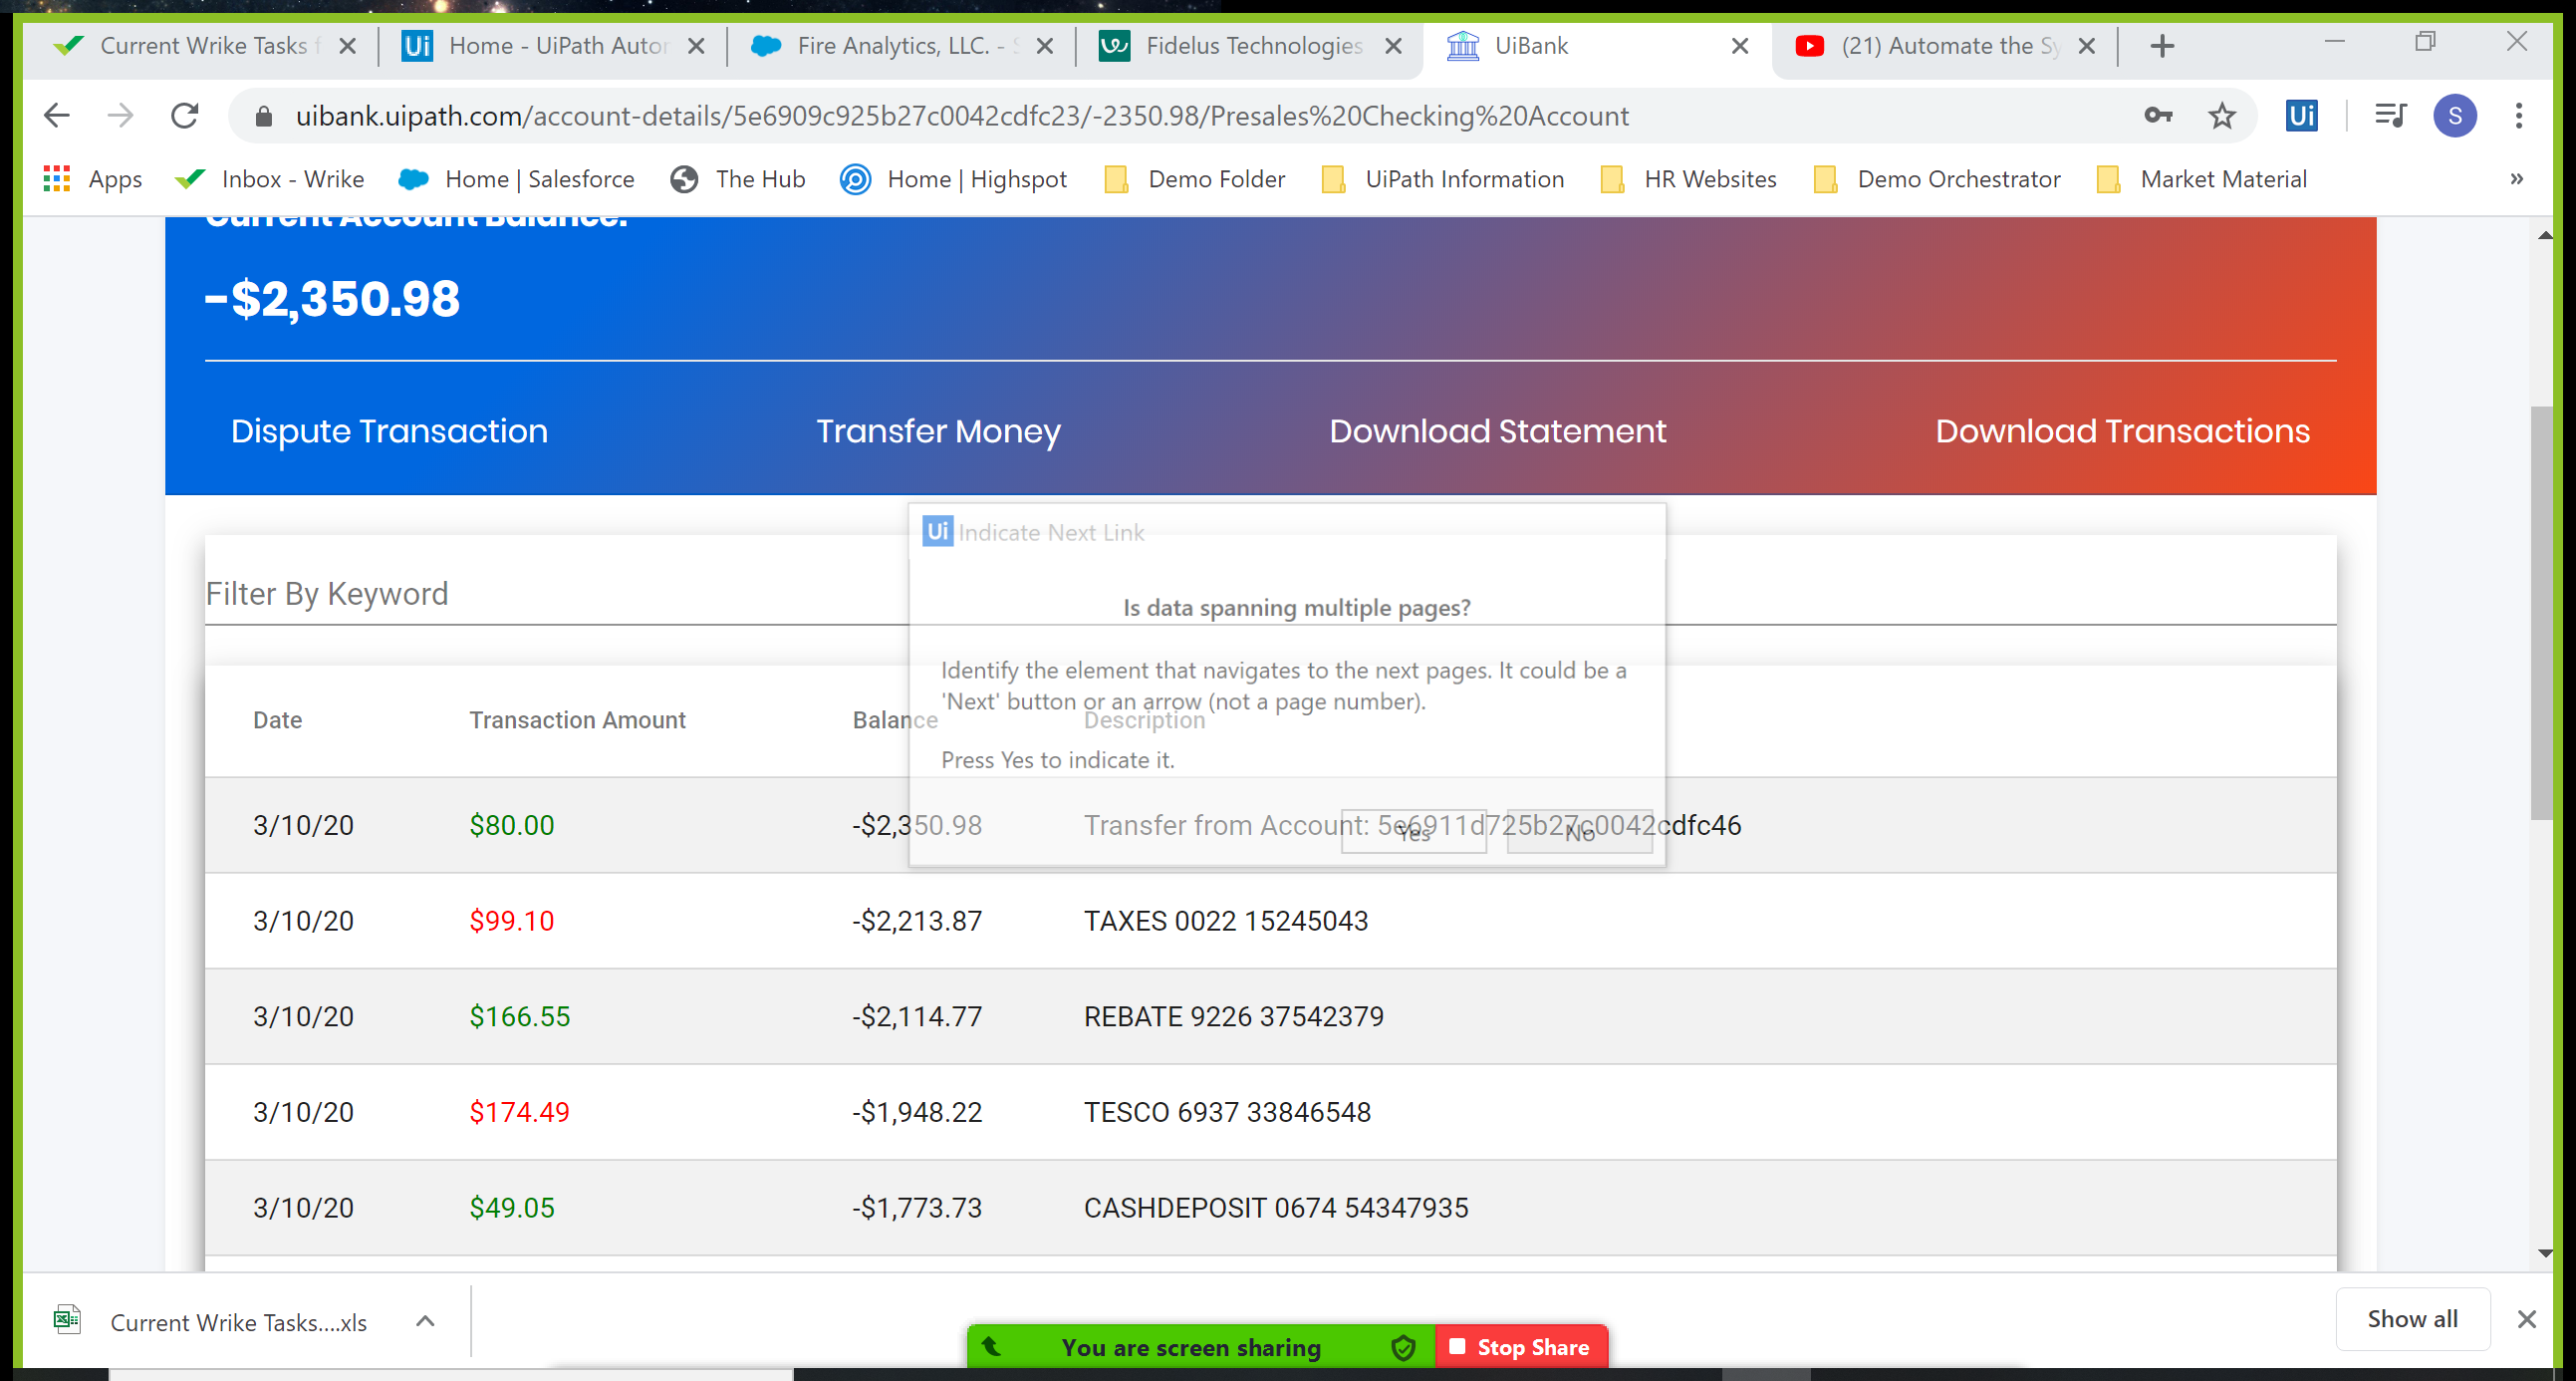 Current Wrike Tasks f
Ui Home - UiPath Autor
Fire Analytics, LLC. - S
Fidelus Technologies
UiBank
(21) Automate the Sy
uibank.uipath.com/account-details/5e6909c925b27c0042cdfc23/-2350.98/Presales%20Checking%20Account
Ui
S
Apps
Inbox - Wrike
Home | Salesforce
The Hub
Home | Highspot
Demo Folder
UiPath Information
HR Websites
Demo Orchestrator
Market Material
»
Current Account Balance:
-$2,350.98
Dispute Transaction
Transfer Money
Download Statement
Download Transactions
Ui Indicate Next Link
Filter By Keyword
Is data spanning multiple pages?
Identify the element that navigates to the next pages. It could be a
'Next' button or an arrow (not a page number).
Press Yes to indicate it.
Yes
No
Date Transaction Amount Balance Description
3/10/20 $80.00 -$2,350.98 Transfer from Account: 5e6911d725b27c0042cdfc46
3/10/20 $99.10 -$2,213.87 TAXES 0022 15245043
3/10/20 $166.55 -$2,114.77 REBATE 9226 37542379
3/10/20 $174.49 -$1,948.22 TESCO 6937 33846548
3/10/20 $49.05 -$1,773.73 CASHDEPOSIT 0674 54347935
Current Wrike Tasks....xls
Show all
You are screen sharing
Stop Share